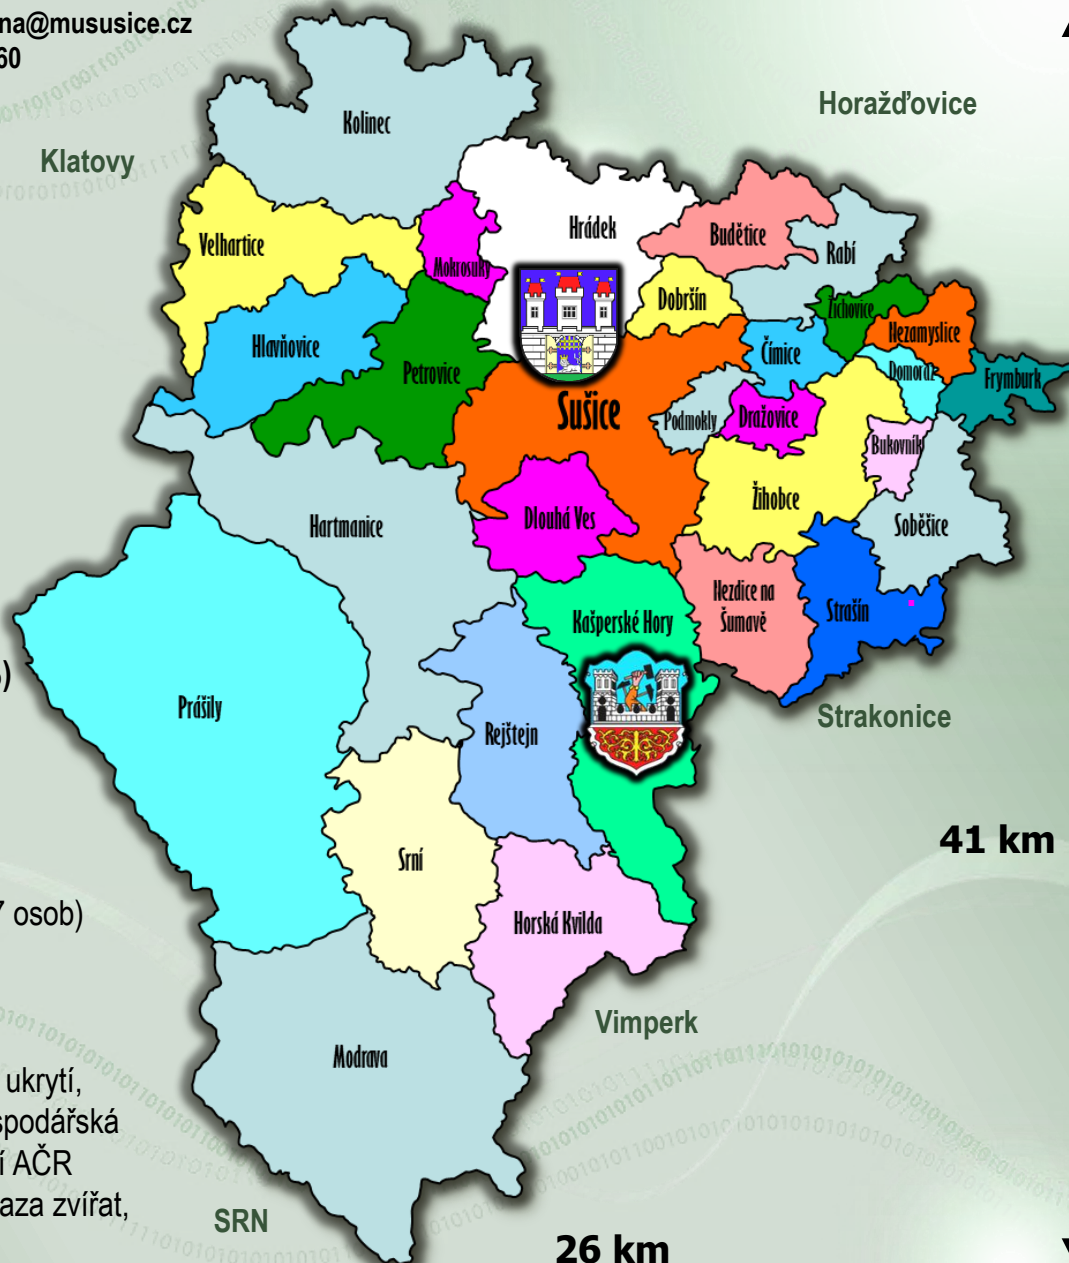 na@mususice.cz
60
Horažďovice
Klatovy
Kolinec
Hrádek
Budětice
Rabí
Velhartice
Mokrosuky
Dobršín
Žichovice
Nezamyslice
Hlavňovice
Čímice
Petrovice
Domoraz
Frymburk
Sušice
Podmokly
Dražovice
Bukovník
Žihobce
Dlouhá Ves
Hartmanice
Soběšice
Nezdice na
Šumavě
Strašín
Kašperské Hory
)
Prášily
Strakonice
Rejštejn
41 km
Srní
7 osob)
Horská Kvilda
Vimperk
Modrava
ukrytí,
spodářská
í AČR
aza zvířat,
SRN
26 km